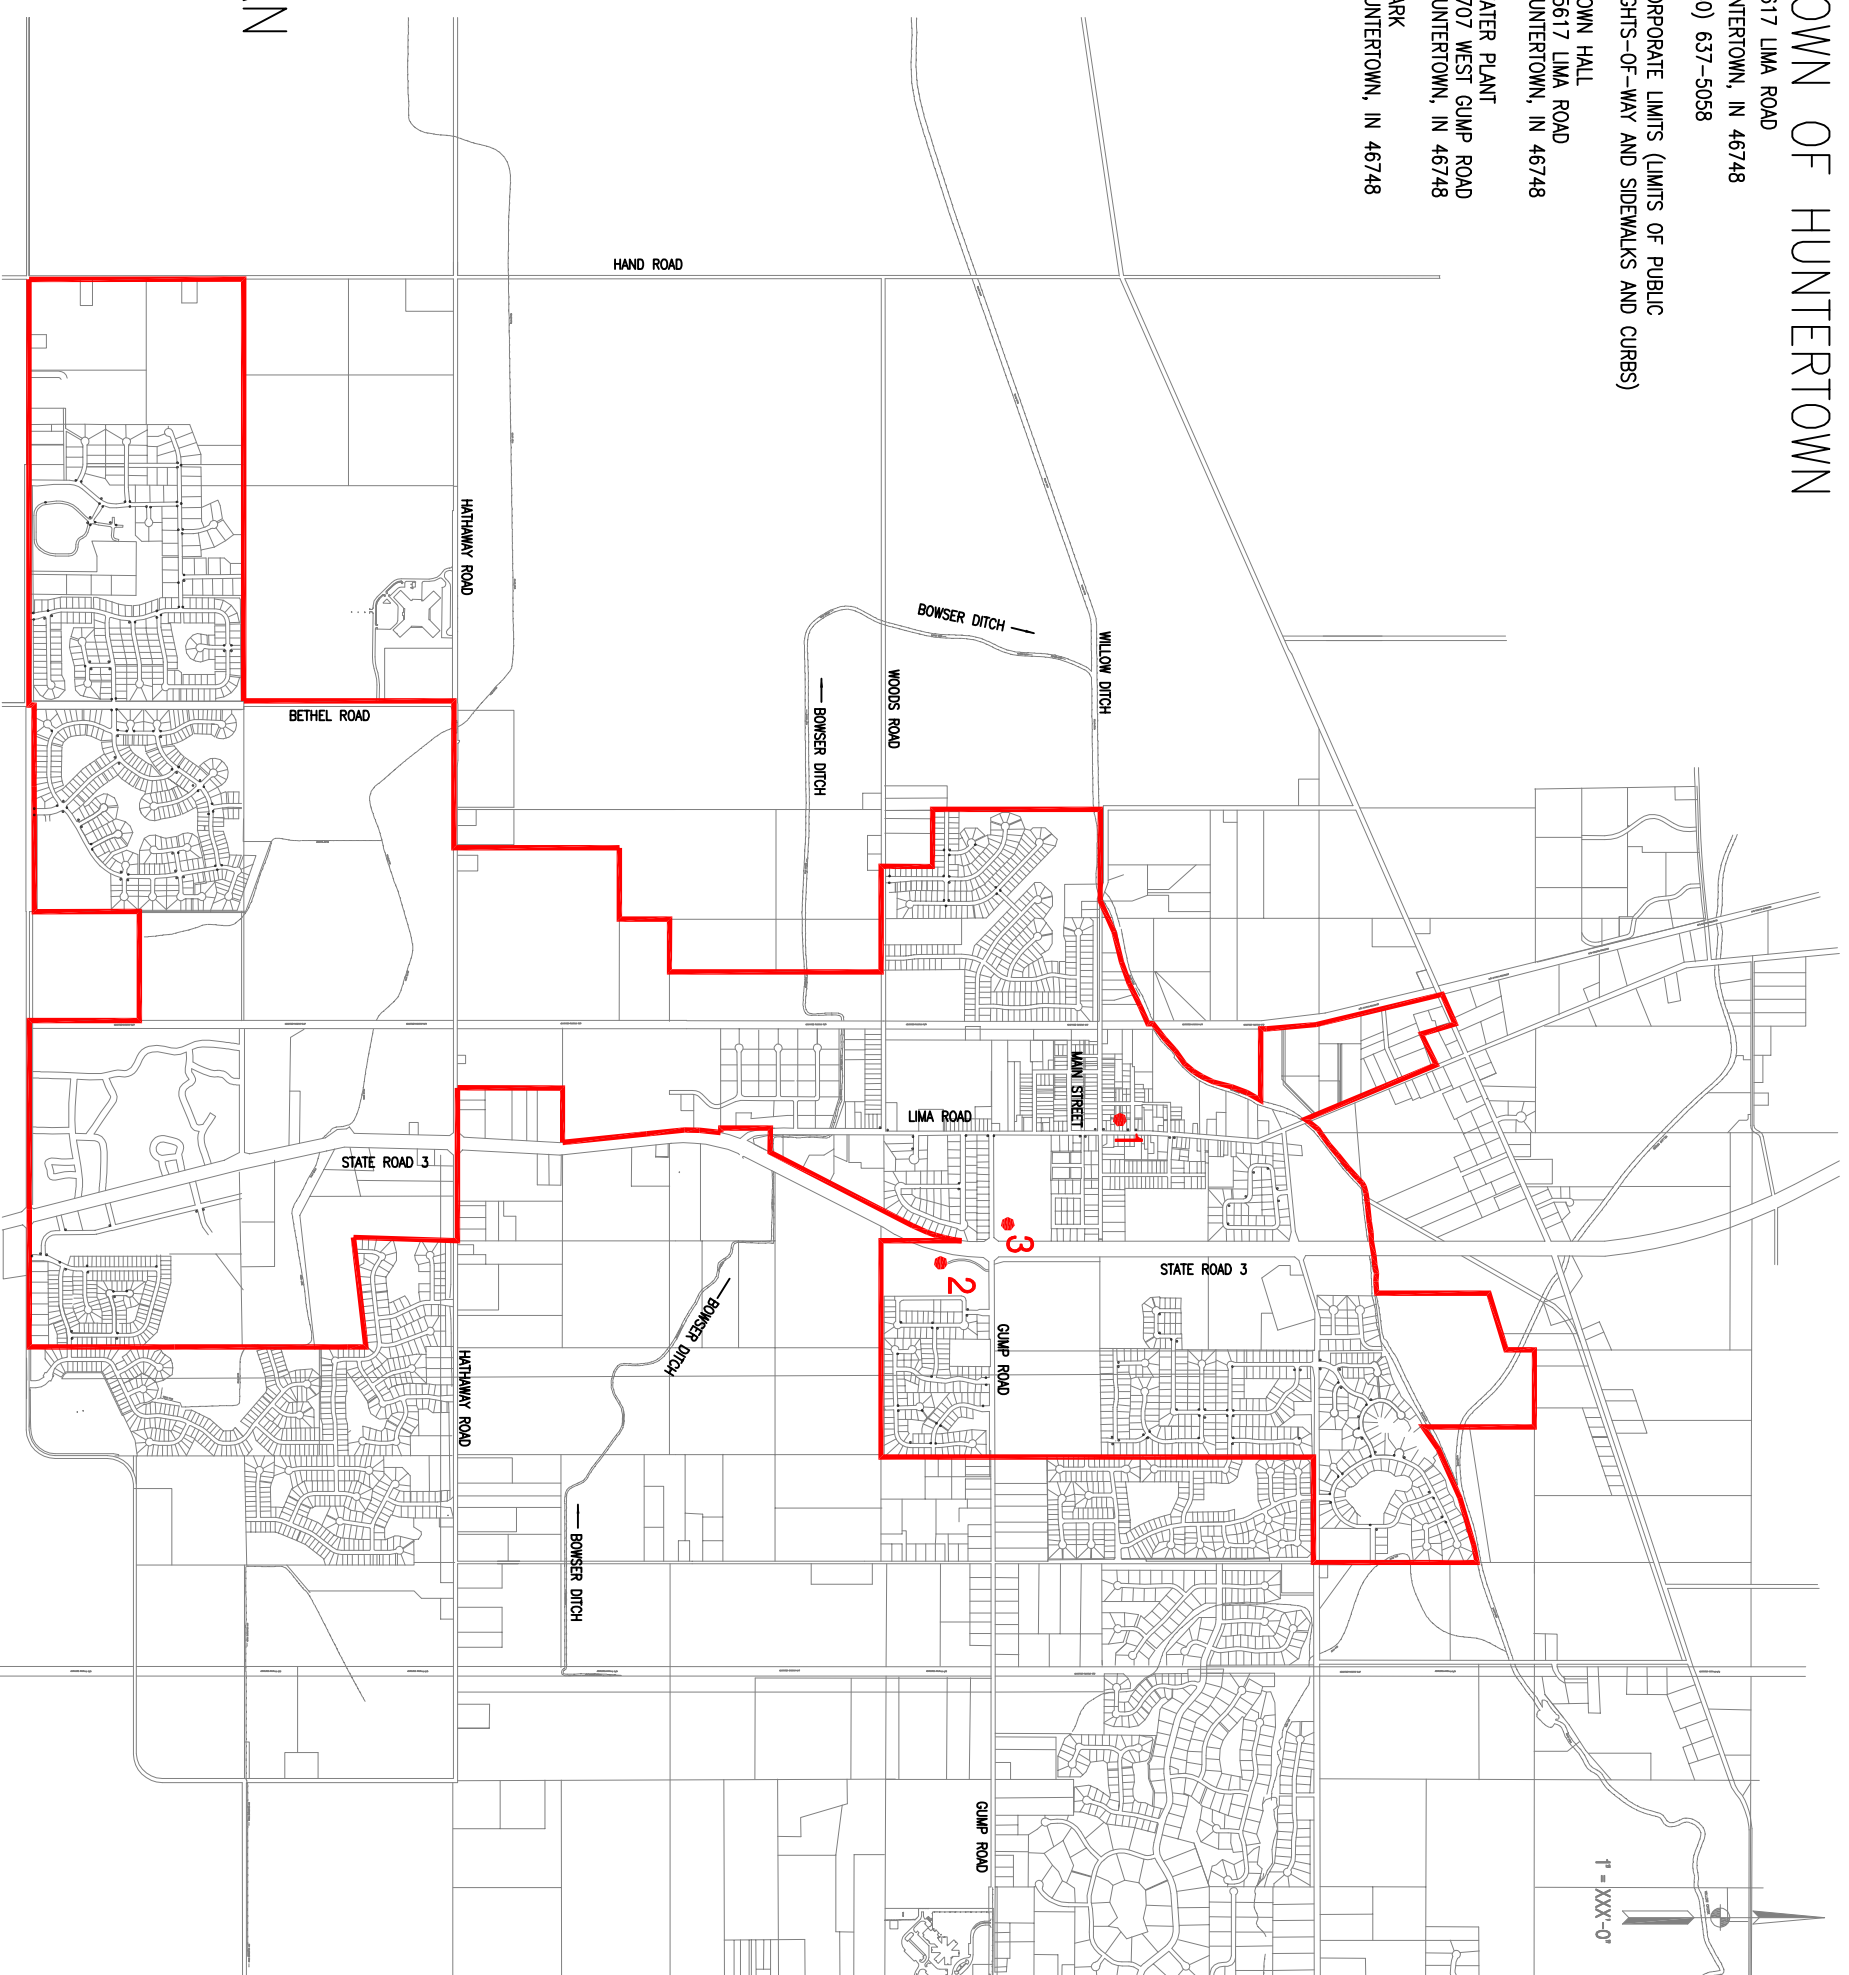 OWN OF HUNTERTOWN
617 LIMA ROAD
NTERTOWN, IN 46748
0) 637-5058
ORPORATE LIMITS (LIMITS OF PUBLIC
GHTS-OF-WAY AND SIDEWALKS AND CURBS)
OWN HALL
5617 LIMA ROAD
UNTERTOWN, IN 46748
ATER PLANT
707 WEST GUMP ROAD
UNTERTOWN, IN 46748
ARK
UNTERTOWN, IN 46748
AN
HAND ROAD
HATHAWAY ROAD
BETHEL ROAD
BOWSER DITCH
BOWSER DITCH
WOODS ROAD
WILLOW DITCH
MAIN STREET
LIMA ROAD
1
STATE ROAD 3
3
2
STATE ROAD 3
GUMP ROAD
BOWSER DITCH
HATHAWAY ROAD
BOWSER DITCH
GUMP ROAD
1" = XXX'-0"